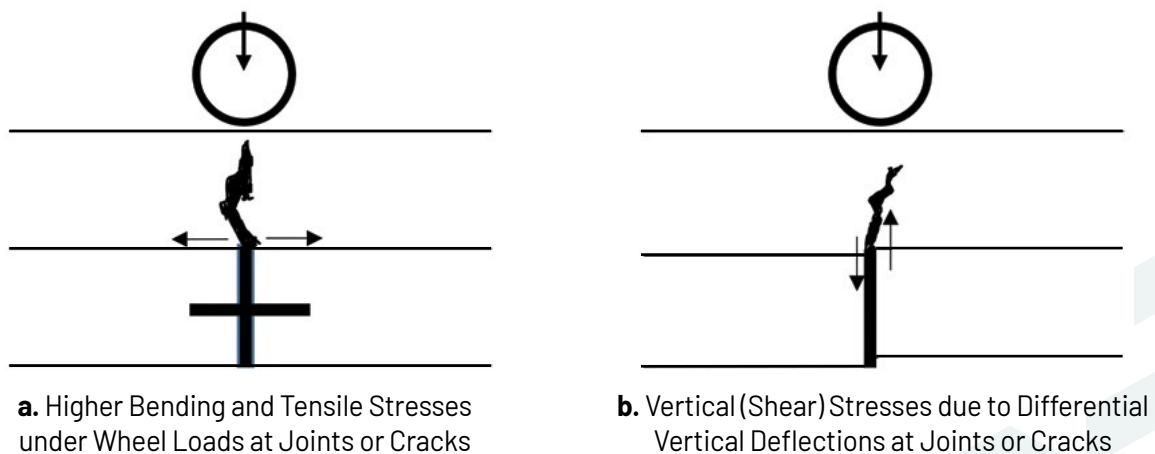 a. Higher Bending and Tensile Stresses
under Wheel Loads at Joints or Cracks
b. Vertical (Shear) Stresses due to Differential
Vertical Deflections at Joints or Cracks